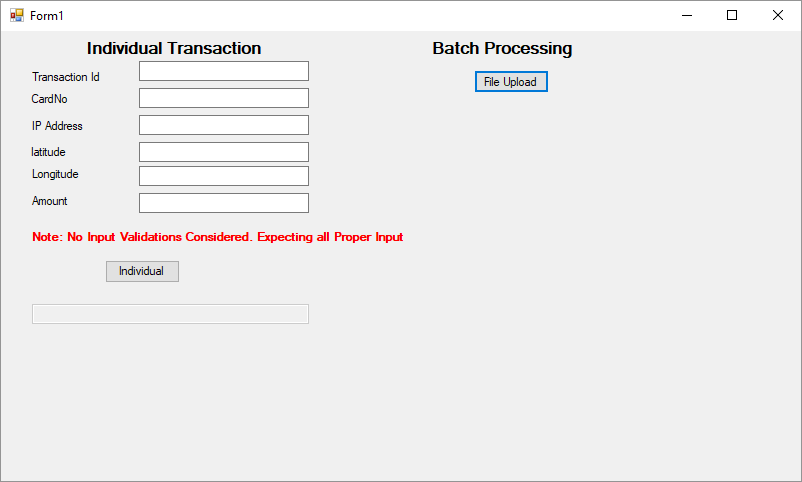 Form1
Individual Transaction
Batch Processing
Transaction Id
File Upload
CardNo
IP Address
latitude
Longitude
Amount
Note: No Input Validations Considered. Expecting all Proper Input
Individual